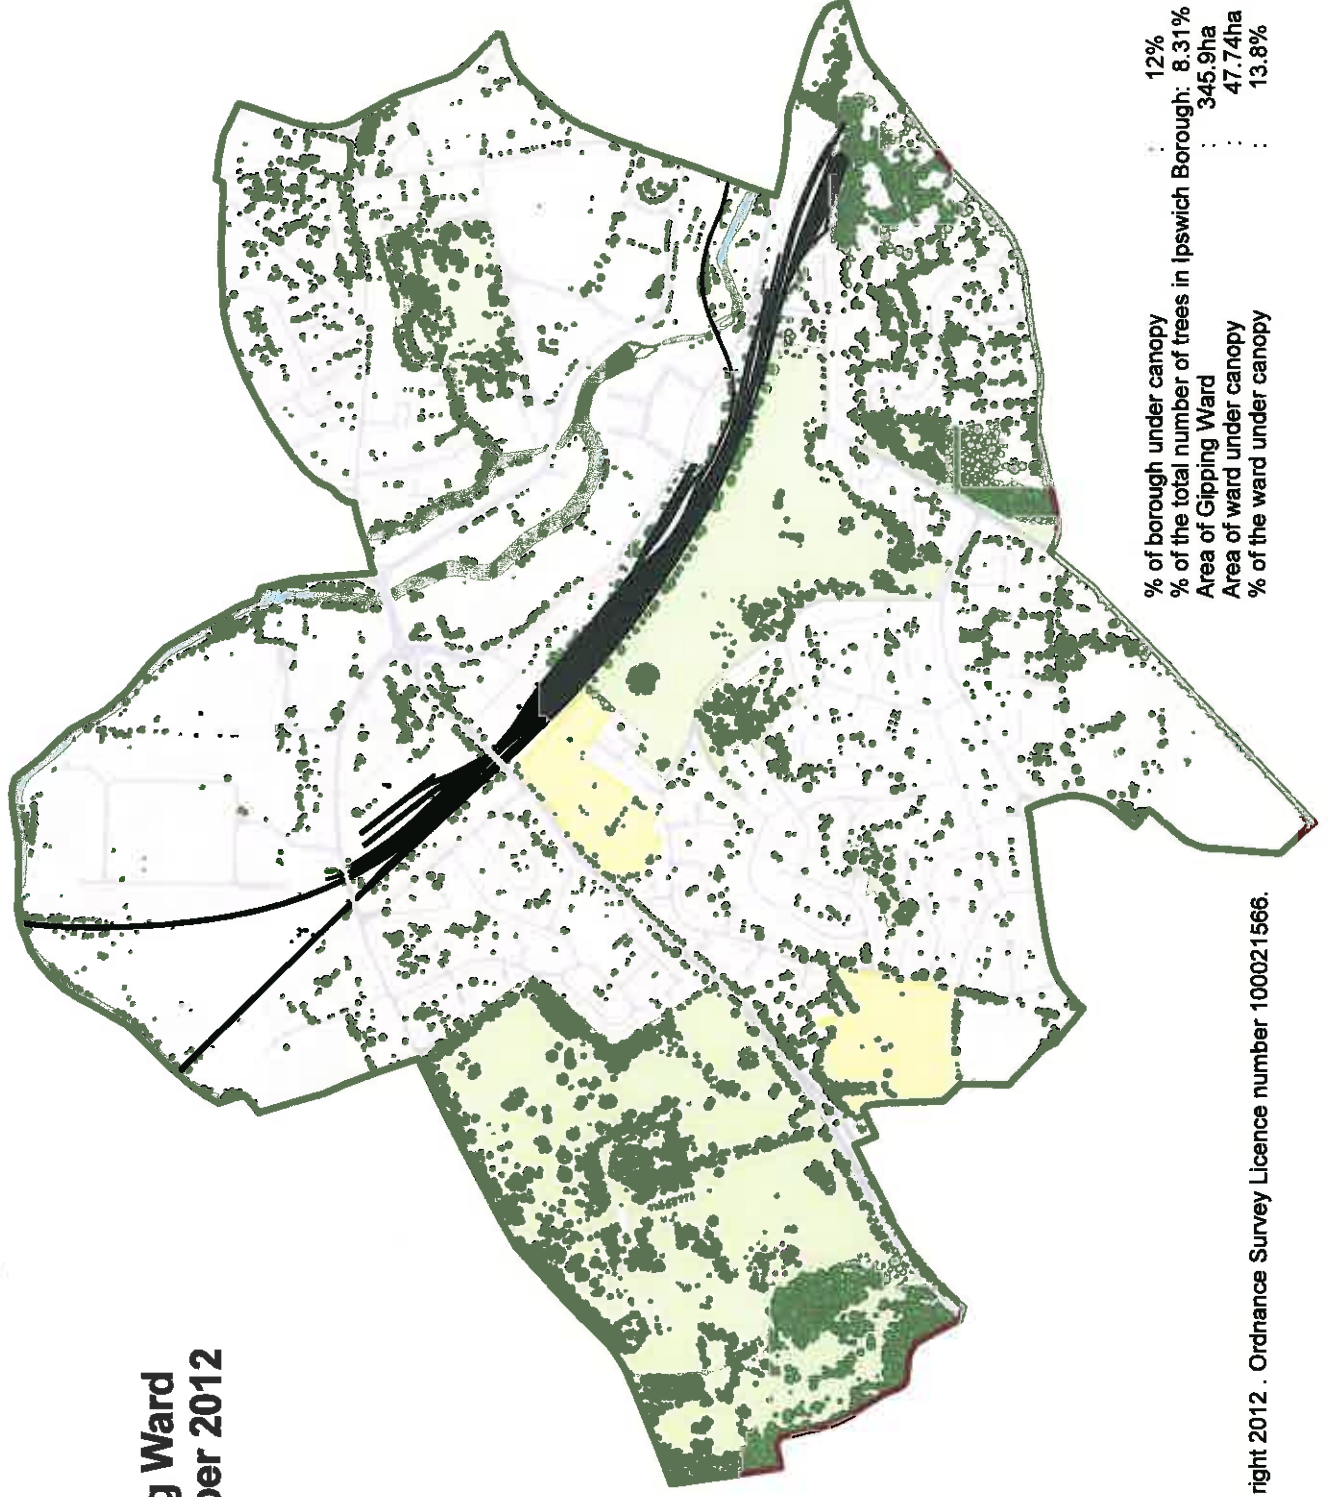 g Ward
ber 2012
% of borough under canopy : 12%
% of the total number of trees in Ipswich Borough: 8.31%
Area of Gipping Ward : 345.9ha
Area of ward under canopy : 47.74ha
% of the ward under canopy : 13.8%
right 2012 . Ordnance Survey Licence number 100021566.